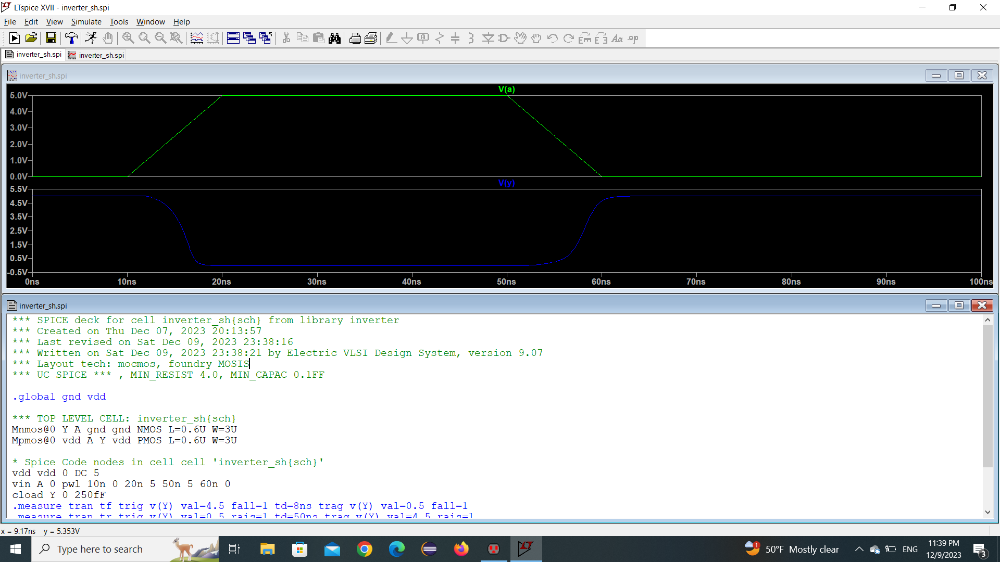 LTspice XVII - inverter_sh.spi
File Edit View Simulate Tools Window Help
inverter_sh.spi inverter_sh.spi
inverter_sh.spi
V(a)
5.0V
4.0V
3.0V
2.0V
1.0V
0.0V
V(y)
5.5V
4.5V
3.5V
2.5V
1.5V
0.5V
-0.5V
0ns 10ns 20ns 30ns 40ns 50ns 60ns 70ns 80ns 90ns 100ns
inverter_sh.spi
*** SPICE deck for cell inverter_sh{sch} from library inverter
*** Created on Thu Dec 07, 2023 20:13:57
*** Last revised on Sat Dec 09, 2023 23:38:16
*** Written on Sat Dec 09, 2023 23:38:21 by Electric VLSI Design System, version 9.07
*** Layout tech: mocmos, foundry MOSIS
*** UC SPICE *** , MIN_RESIST 4.0, MIN_CAPAC 0.1FF
.global gnd vdd
*** TOP LEVEL CELL: inverter_sh{sch}
Mnmos@0 Y A gnd gnd NMOS L=0.6U W=3U
Mpmos@0 vdd A Y vdd PMOS L=0.6U W=3U
* Spice Code nodes in cell cell 'inverter_sh{sch}'
vdd vdd 0 DC 5
vin A 0 pwl 10n 0 20n 5 50n 5 60n 0
cload Y 0 250fF
.measure tran tf trig v(Y) val=4.5 fall=1 td=8ns trag v(Y) val=0.5 fall=1
.measure tran tr trig v(Y) val=0.5 rais=1 td=50ns trag v(Y) val=4.5 rais=1
x = 9.17ns y = 5.353V
Type here to search
1
50°F Mostly clear
ENG
11:39 PM
12/9/2023
3